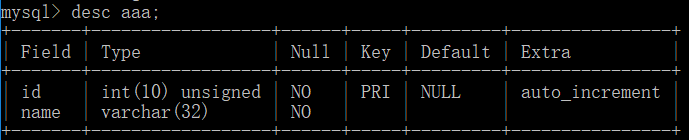 mysql> desc aaa;
+-------+------------------+------+-----+---------+----------------+
| Field | Type             | Null | Key | Default | Extra          |
+-------+------------------+------+-----+---------+----------------+
| id    | int(10) unsigned | NO   | PRI | NULL    | auto_increment |
| name  | varchar(32)      | NO   |     |         |                |
+-------+------------------+------+-----+---------+----------------+